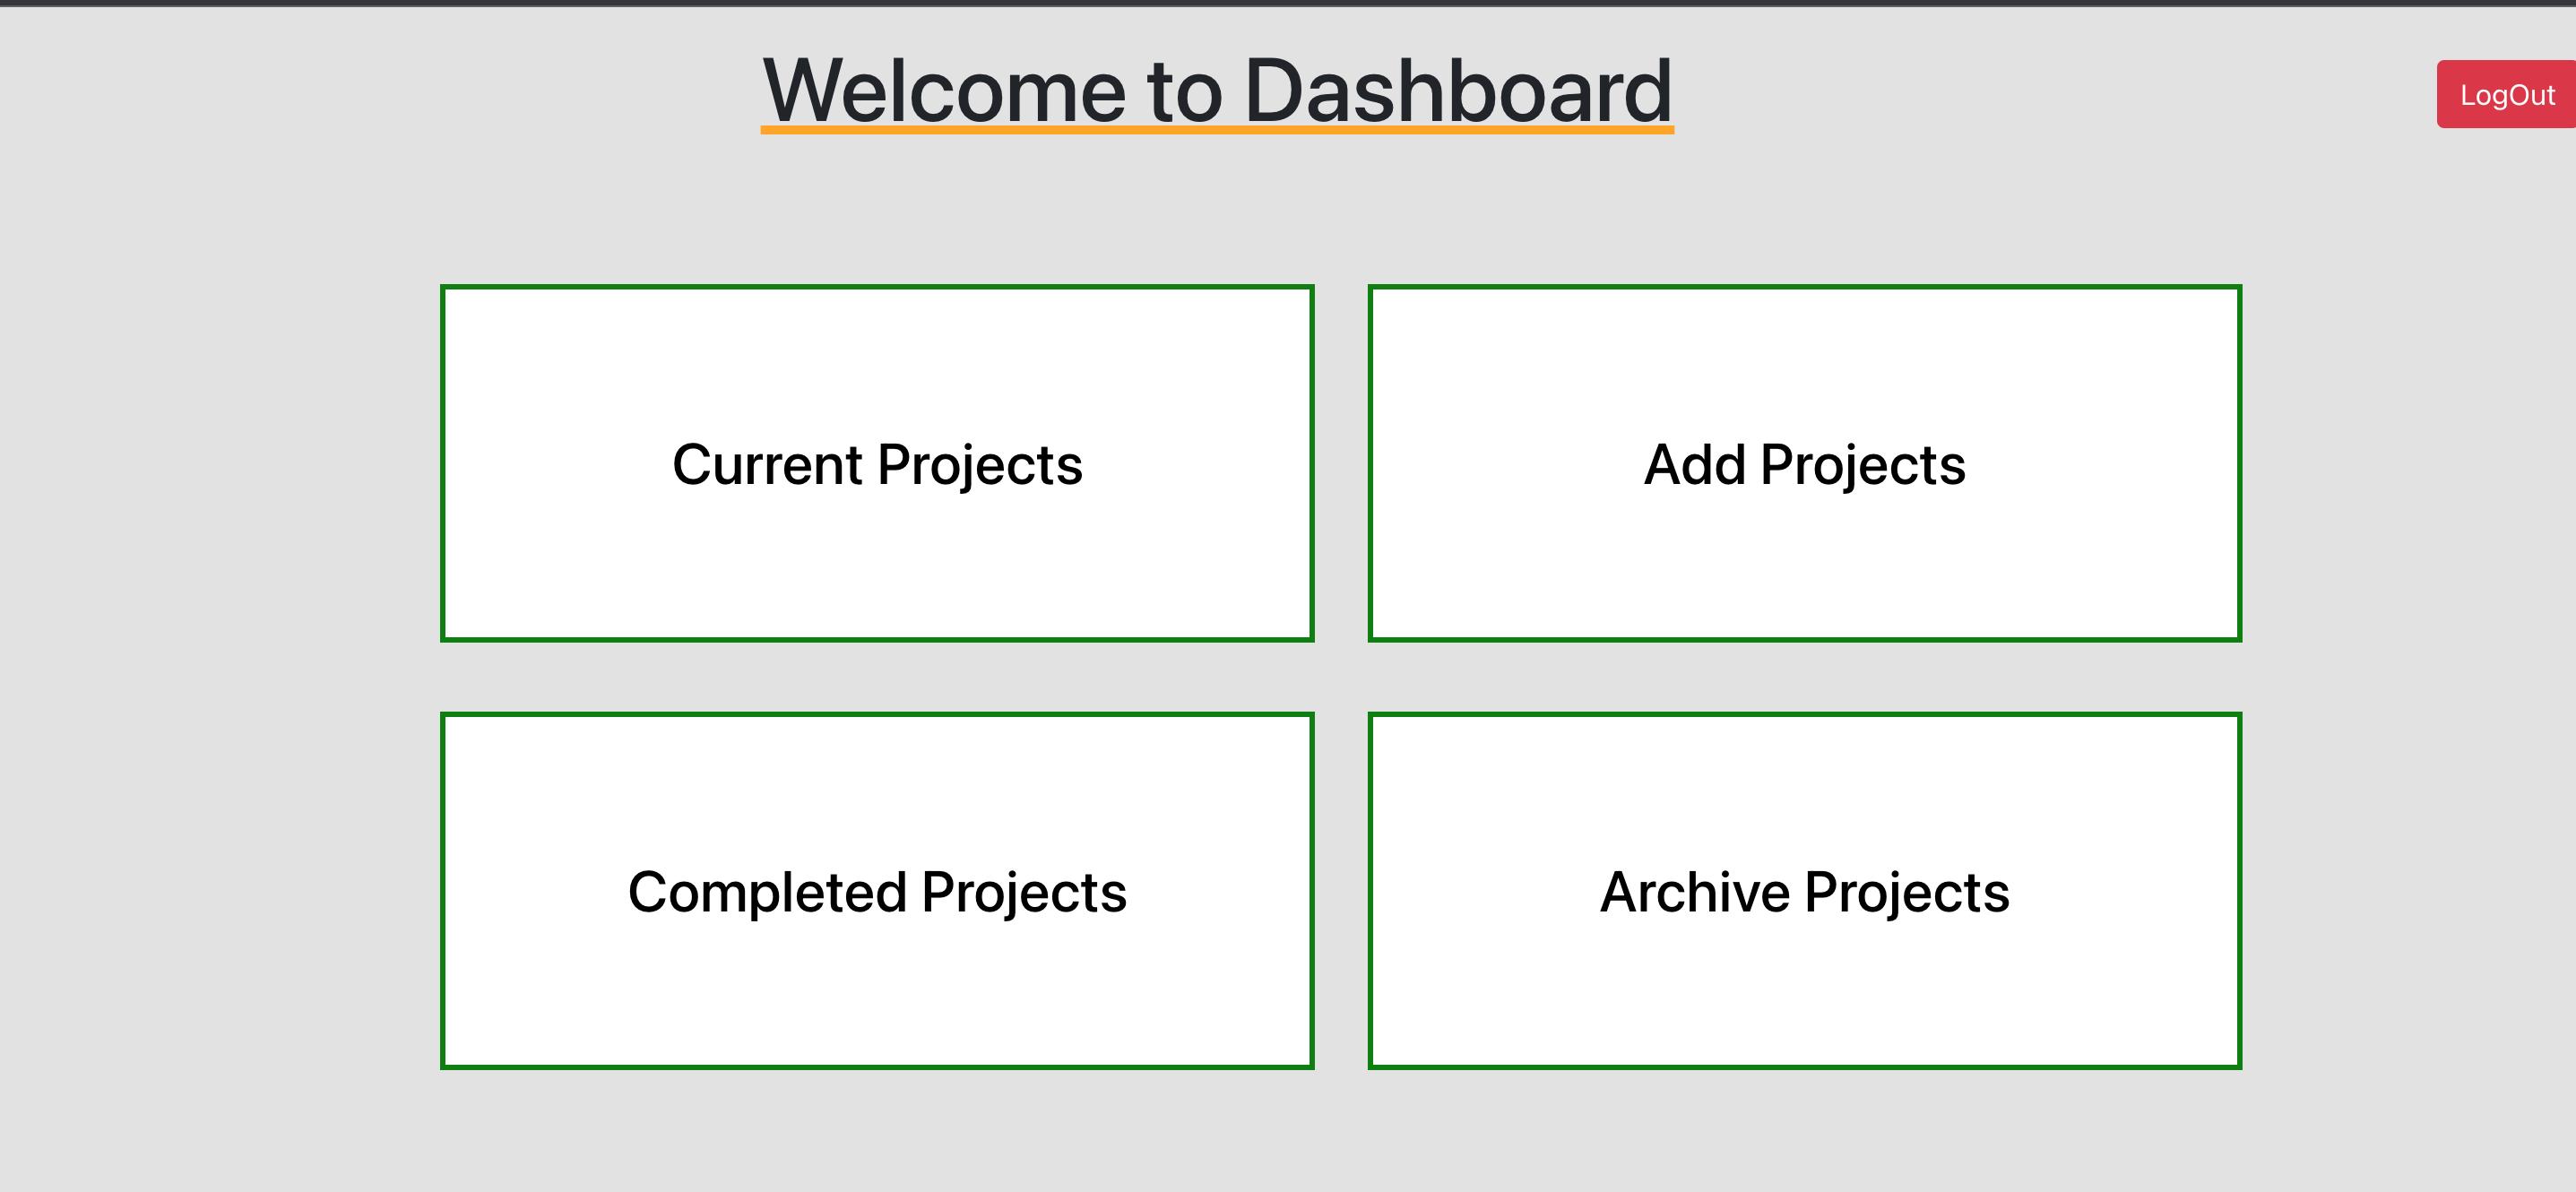 Welcome to Dashboard
LogOut
Current Projects
Add Projects
Completed Projects
Archive Projects